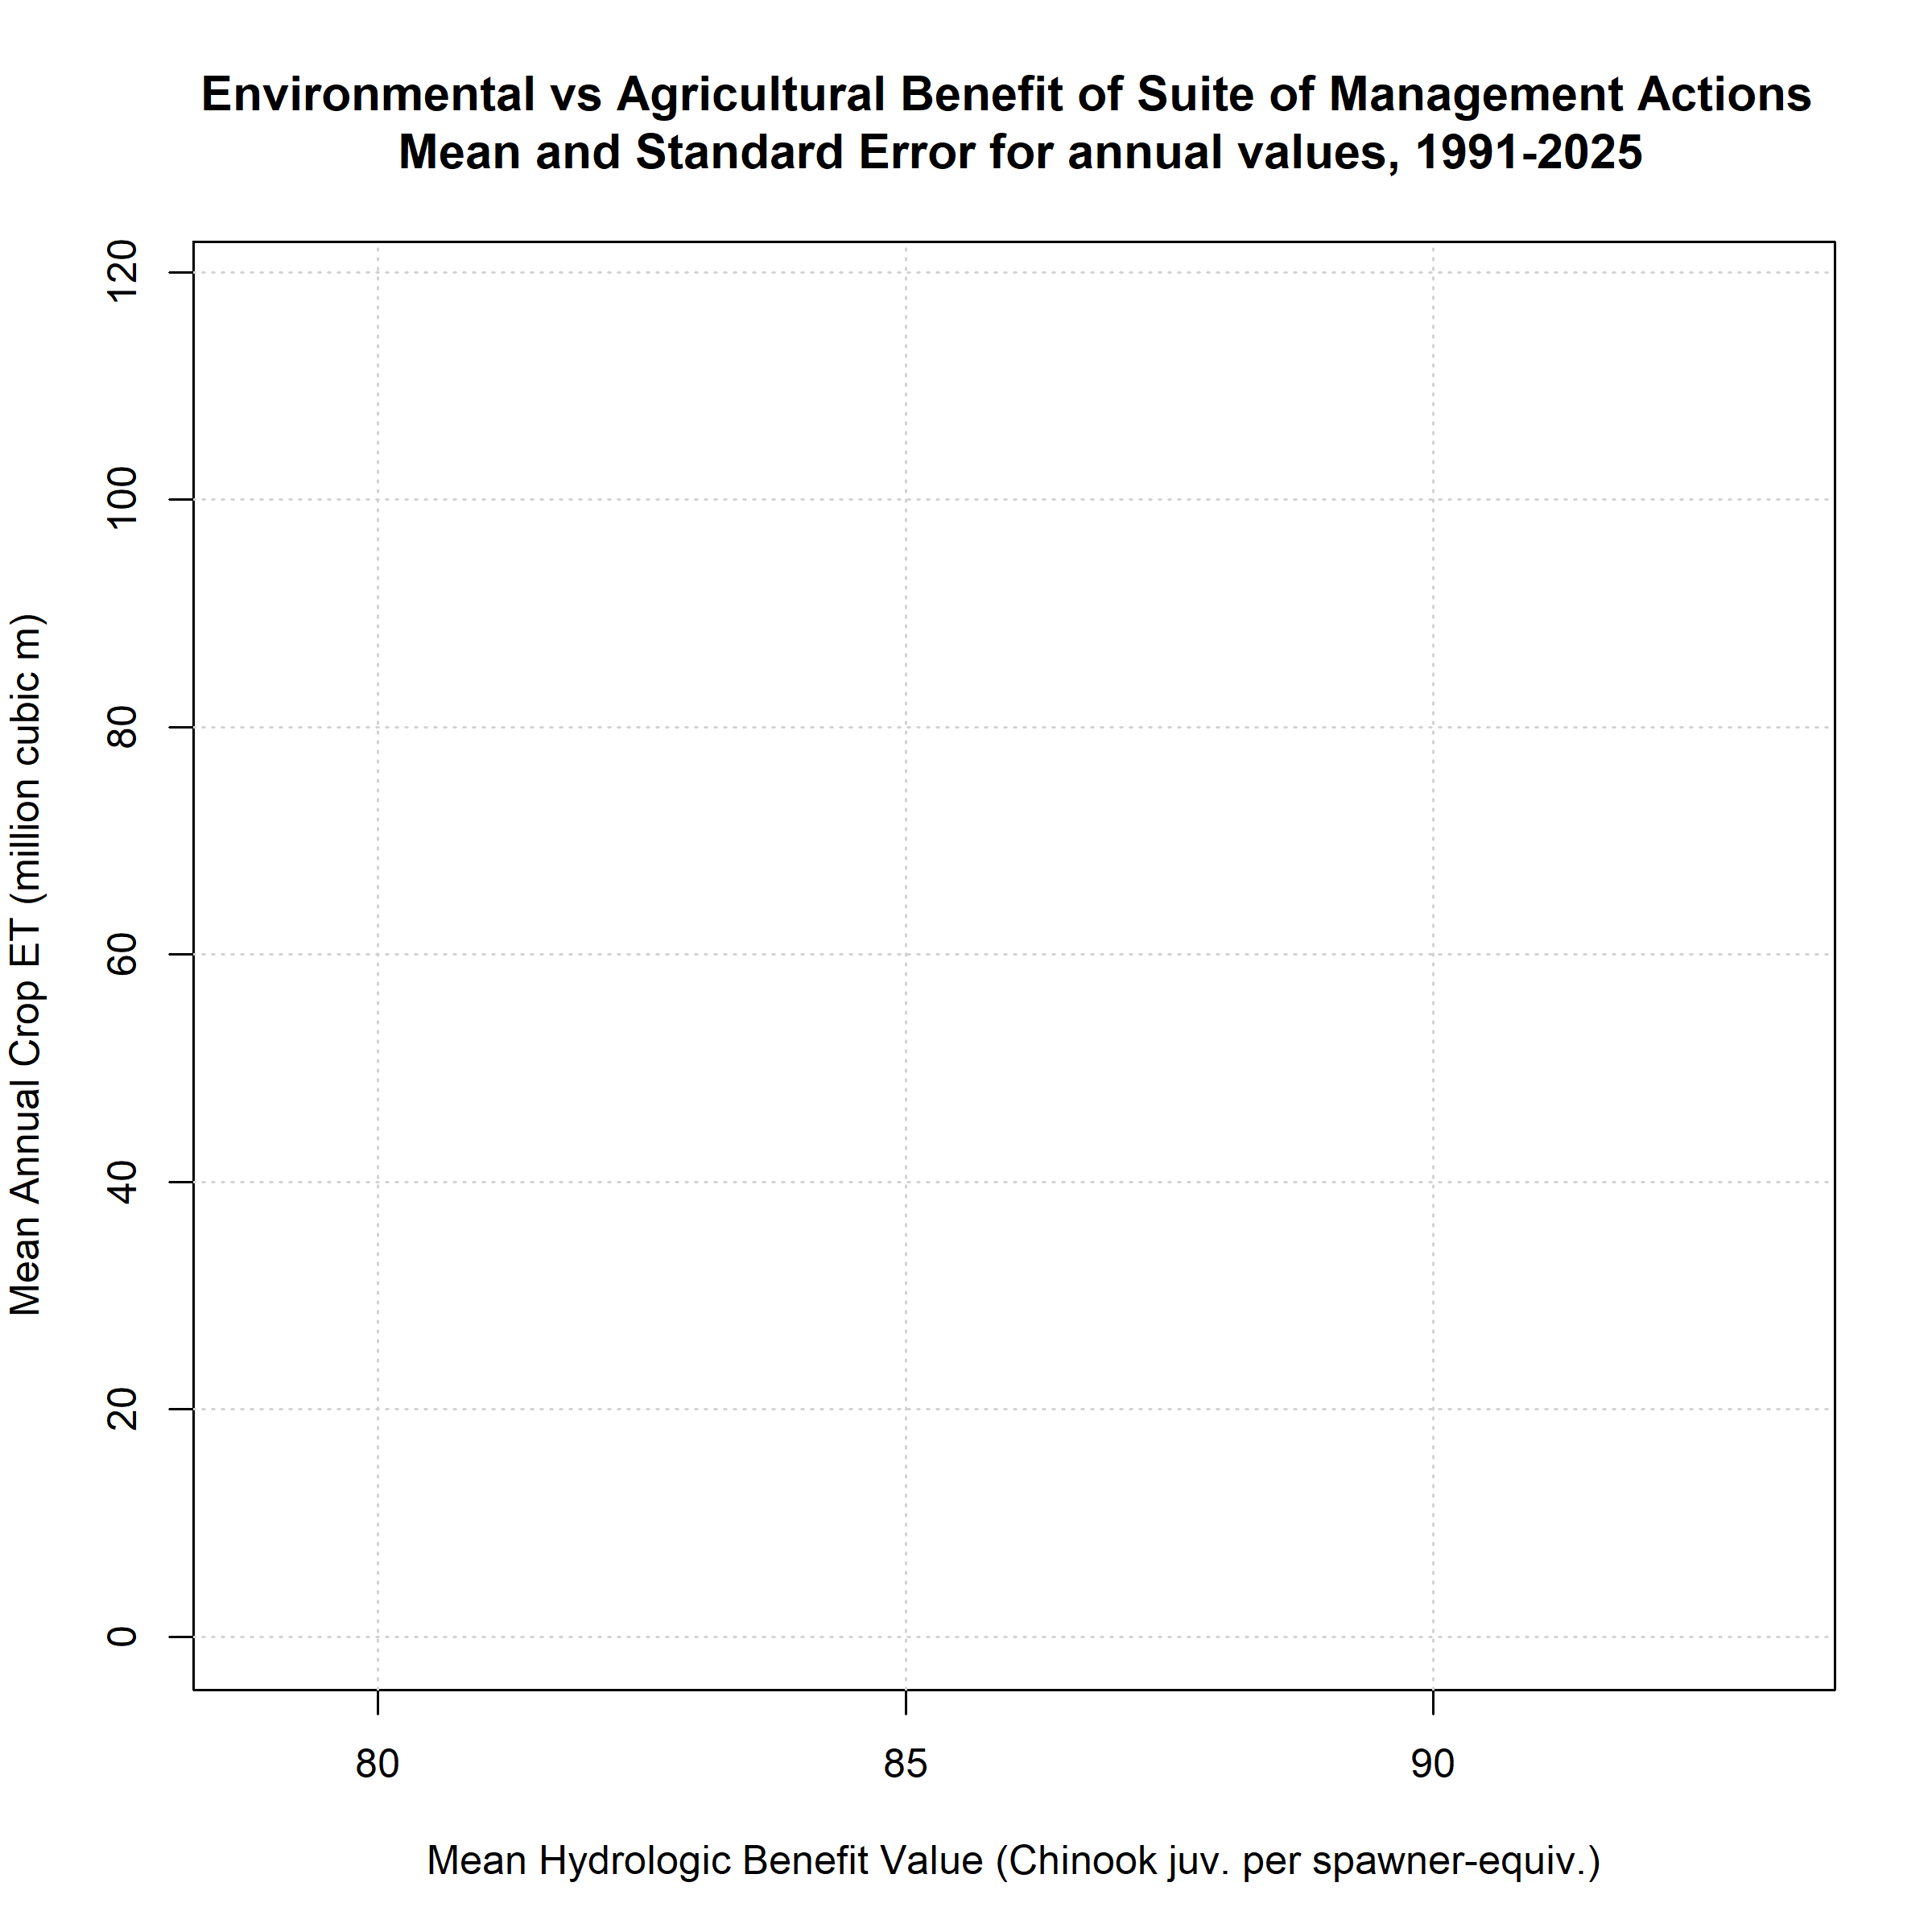 Environmental vs Agricultural Benefit of Suite of Management Actions
Mean and Standard Error for annual values, 1991-2025
Mean Annual Crop ET (million cubic m)
120
100
80
60
40
20
0
80 85 90
Mean Hydrologic Benefit Value (Chinook juv. per spawner-equiv.)